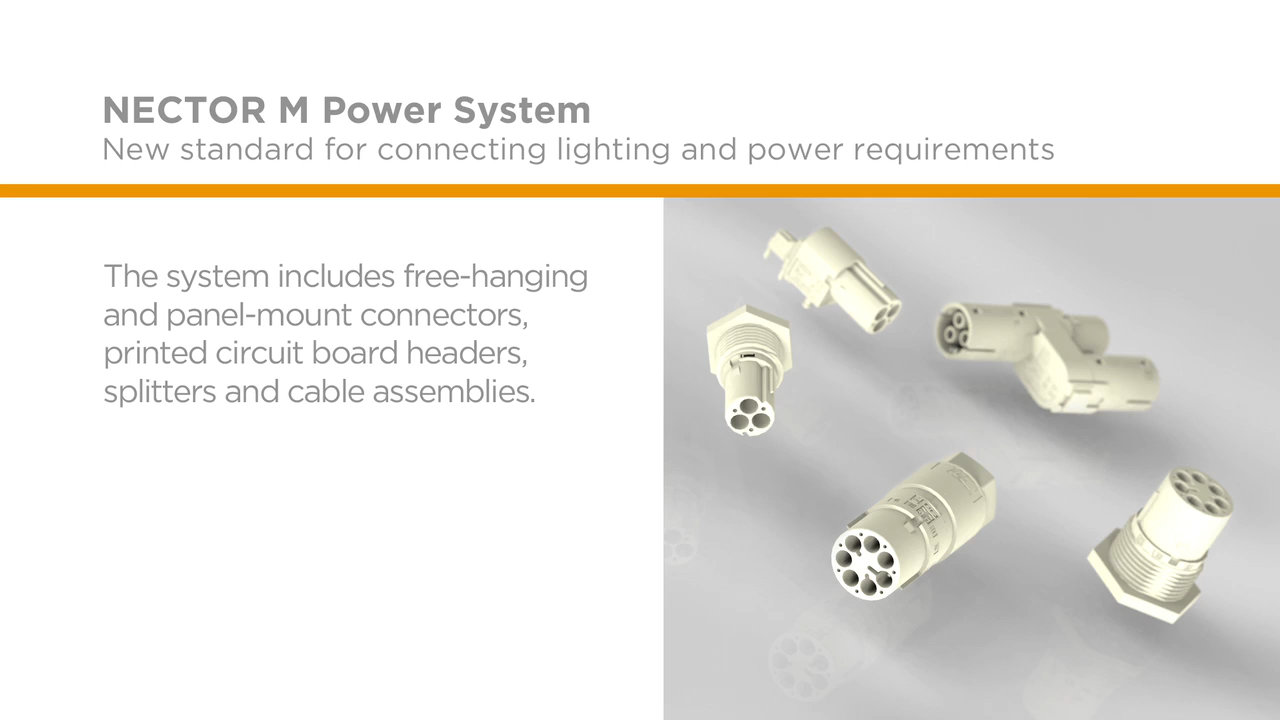 NECTOR M Power System
New standard for connecting lighting and power requirements
The system includes free-hanging
and panel-mount connectors,
printed circuit board headers,
splitters and cable assemblies.